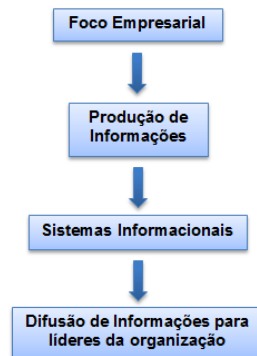 Foco Empresarial
Produção de
Informações
Sistemas Informacionais
Difusão de Informações para
líderes da organização